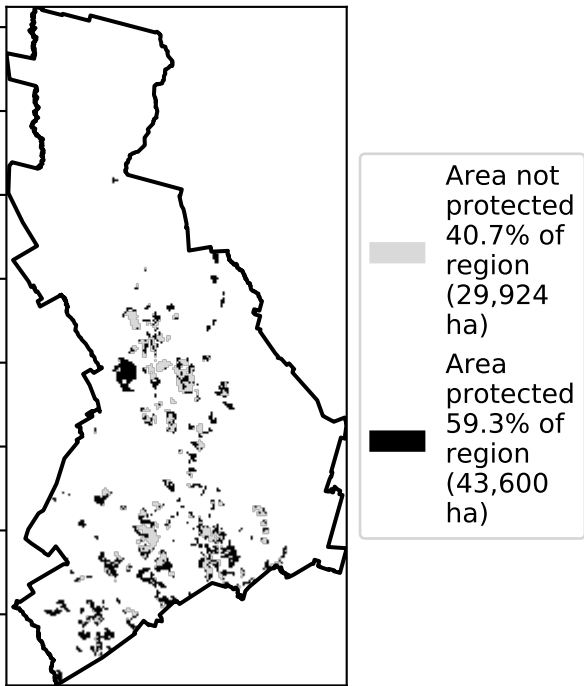 Area not
protected
40.7% of
region
(29,924
ha)
Area
protected
59.3% of
region
(43,600
ha)